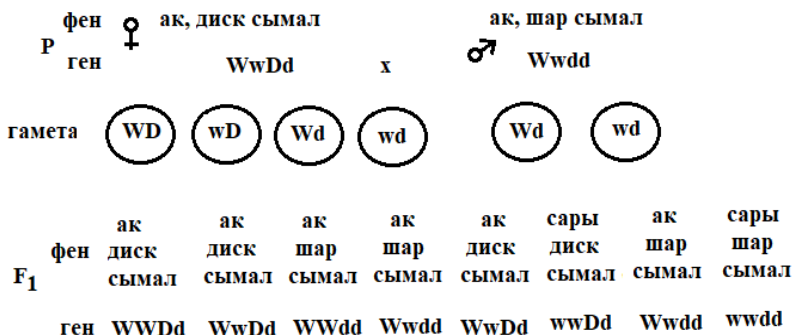 фен ♀ ак, диск сымал ♂ ак, шар сымал
P
ген WwDd x Wwdd
гамета WD wD Wd wd Wd wd
ак ак ак ак ак сары ак сары
фен диск диск шар шар диск диск шар шар
F1 сымал сымал сымал сымал сымал сымал сымал сымал
ген WWDd WwDd WWdd Wwdd WwDd wwDd Wwdd wwdd